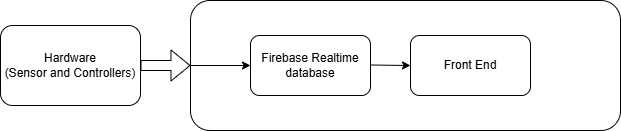 Hardware
(Sensor and Controllers)
Firebase Realtime
database
Front End